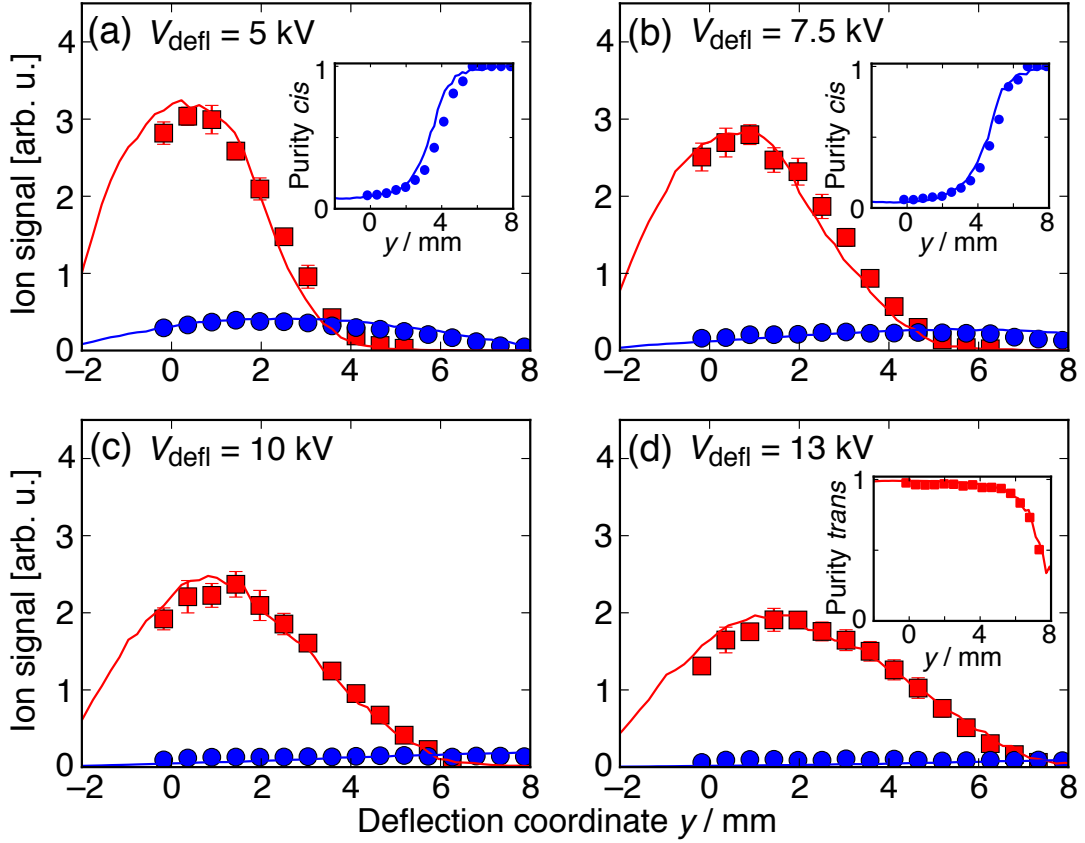 (a) V_defl = 5 kV
(b) V_defl = 7.5 kV
Ion signal [arb. u.]
4
3
2
1
0
−2 0 2 4 6 8
Purity cis
1
0
0 4 8
y / mm
4
3
2
1
0
−2 0 2 4 6 8
Purity cis
1
0
0 4 8
y / mm
(c) V_defl = 10 kV
(d) V_defl = 13 kV
Ion signal [arb. u.]
4
3
2
1
0
−2 0 2 4 6 8
4
3
2
1
0
−2 0 2 4 6 8
Purity trans
1
0
0 4 8
y / mm
Deflection coordinate y / mm